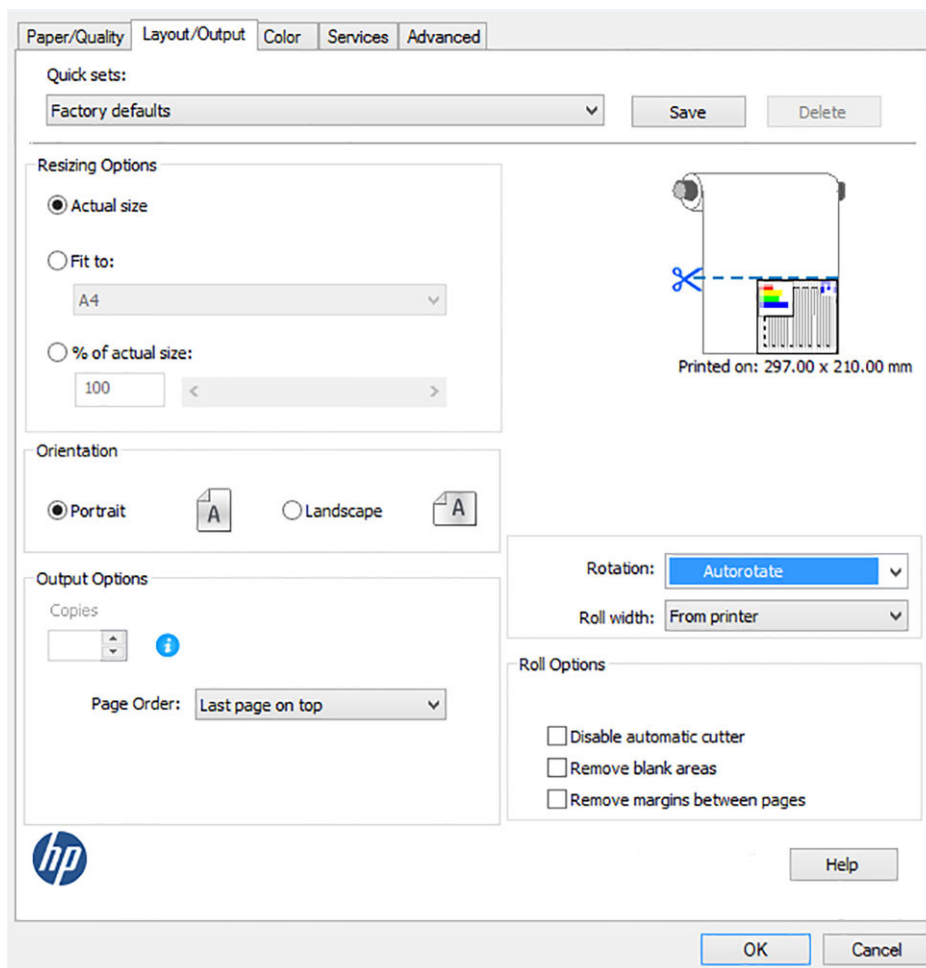 Paper/Quality Layout/Output Color Services Advanced
Quick sets:
Factory defaults Save Delete
Resizing Options
Actual size
Fit to:
A4
% of actual size:
100
Printed on: 297.00 x 210.00 mm
Orientation
Portrait A Landscape A
Rotation: Autorotate
Roll width: From printer
Output Options
Copies
Page Order: Last page on top
Roll Options
Disable automatic cutter
Remove blank areas
Remove margins between pages
hp
Help
OK Cancel